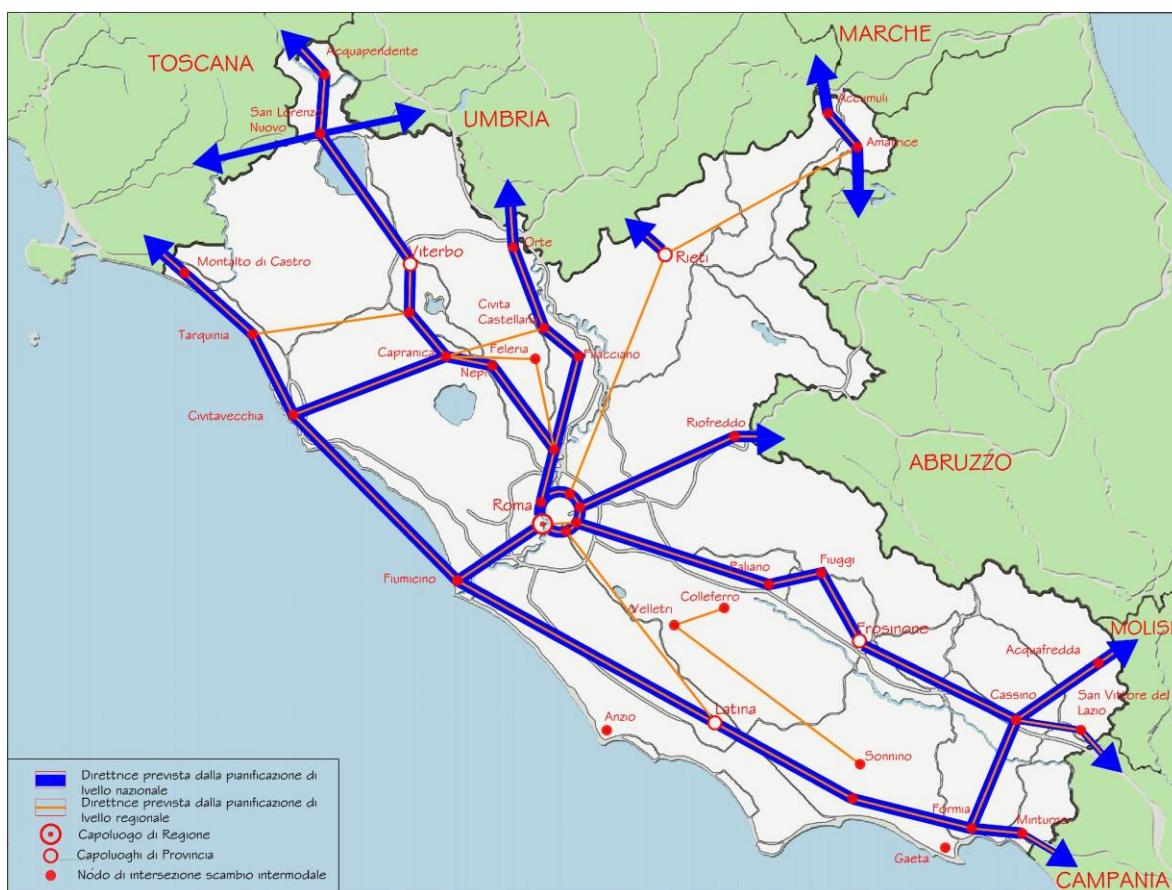 MARCHE
TOSCANA
Acquapendente
Accumuli
San Lorenzo
Nuovo
UMBRIA
Amatrice
Viterbo
Orte
Rieti
Montalto di Castro
Civita
Castellana
Tarquinia
Capranica
Feleria
Filacciano
Nepi
Civitavecchia
Riofreddo
ABRUZZO
Roma
Fiumicino
Paliano
Fiuggi
Colleferro
Velletri
Frosinone
MOLISE
Acquafredda
Cassino
San Vittore del
Lazio
Latina
Anzio
Sonnino
Formia
Minturno
Gaeta
CAMPANIA
Direttrice prevista dalla pianificazione di
livello nazionale
Direttrice prevista dalla pianificazione di
livello regionale
Capoluogo di Regione
Capoluoghi di Provincia
Nodo di intersezione scambio intermodale